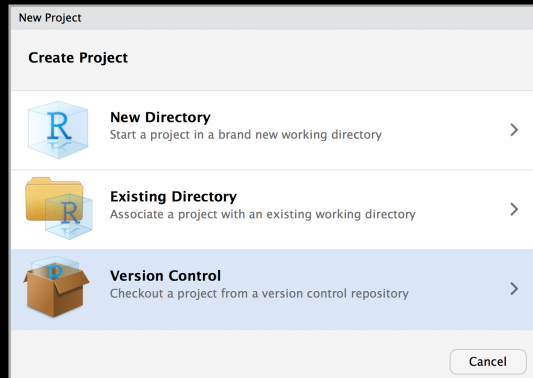 New Project
Create Project
R
New Directory
Start a project in a brand new working directory
R
Existing Directory
Associate a project with an existing working directory
R
Version Control
Checkout a project from a version control repository
Cancel